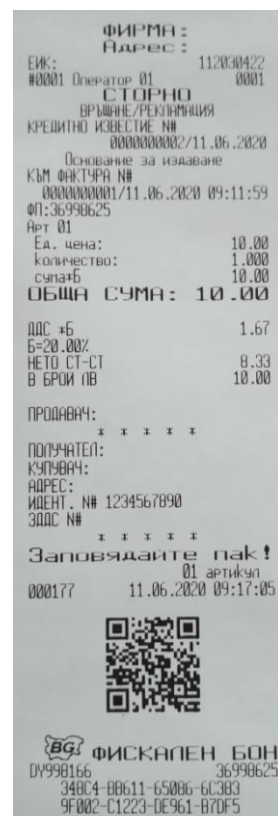 ФИРМА:
Адрес:
ЕИК: 112030422
#0001 Оператор 01 0001
СТОРНО
ВРЪЩАНЕ/РЕКЛАМАЦИЯ
КРЕДИТНО ИЗВЕСТИЕ N#
0000000002/11.06.2020
Основание за издаване
КЪМ ФАКТУРА N#
0000000001/11.06.2020 09:11:59
ФП:36998625
Арт 01
Ед. цена: 10.00
количество: 1.000
сума*Б 10.00
ОБЩА СУМА: 10.00
ДДС *Б 1.67
Б=20.00%
НЕТО СТ-СТ 8.33
В БРОЙ ЛВ 10.00
ПРОДАВАЧ:
* * * * *
ПОЛУЧАТЕЛ:
КУПУВАЧ:
АДРЕС:
ИДЕНТ. N# 1234567890
ЗДДС N#
* * * * *
Заповядайте пак!
01 артикул
000177 11.06.2020 09:17:05
BG ФИСКАЛЕН БОН
DY998166 36998625
348C4-BB611-65086-6C383
9F002-C1223-DE961-B7DF5